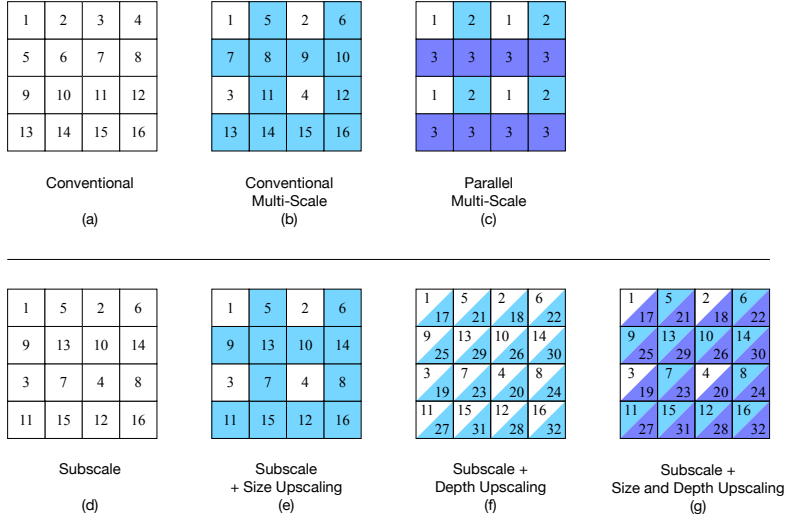 1 2 3 4
5 6 7 8
9 10 11 12
13 14 15 16
Conventional
(a)
1 5 2 6
7 8 9 10
3 11 4 12
13 14 15 16
Conventional
Multi-Scale
(b)
1 2 1 2
3 3 3 3
1 2 1 2
3 3 3 3
Parallel
Multi-Scale
(c)
1 5 2 6
9 13 10 14
3 7 4 8
11 15 12 16
Subscale
(d)
1 5 2 6
9 13 10 14
3 7 4 8
11 15 12 16
Subscale
+ Size Upscaling
(e)
1 5 2 6
17 21 18 22
9 13 10 14
25 29 26 30
3 7 4 8
19 23 20 24
11 15 12 16
27 31 28 32
Subscale +
Depth Upscaling
(f)
1 5 2 6
17 21 18 22
9 13 10 14
25 29 26 30
3 7 4 8
19 23 20 24
11 15 12 16
27 31 28 32
Subscale +
Size and Depth Upscaling
(g)